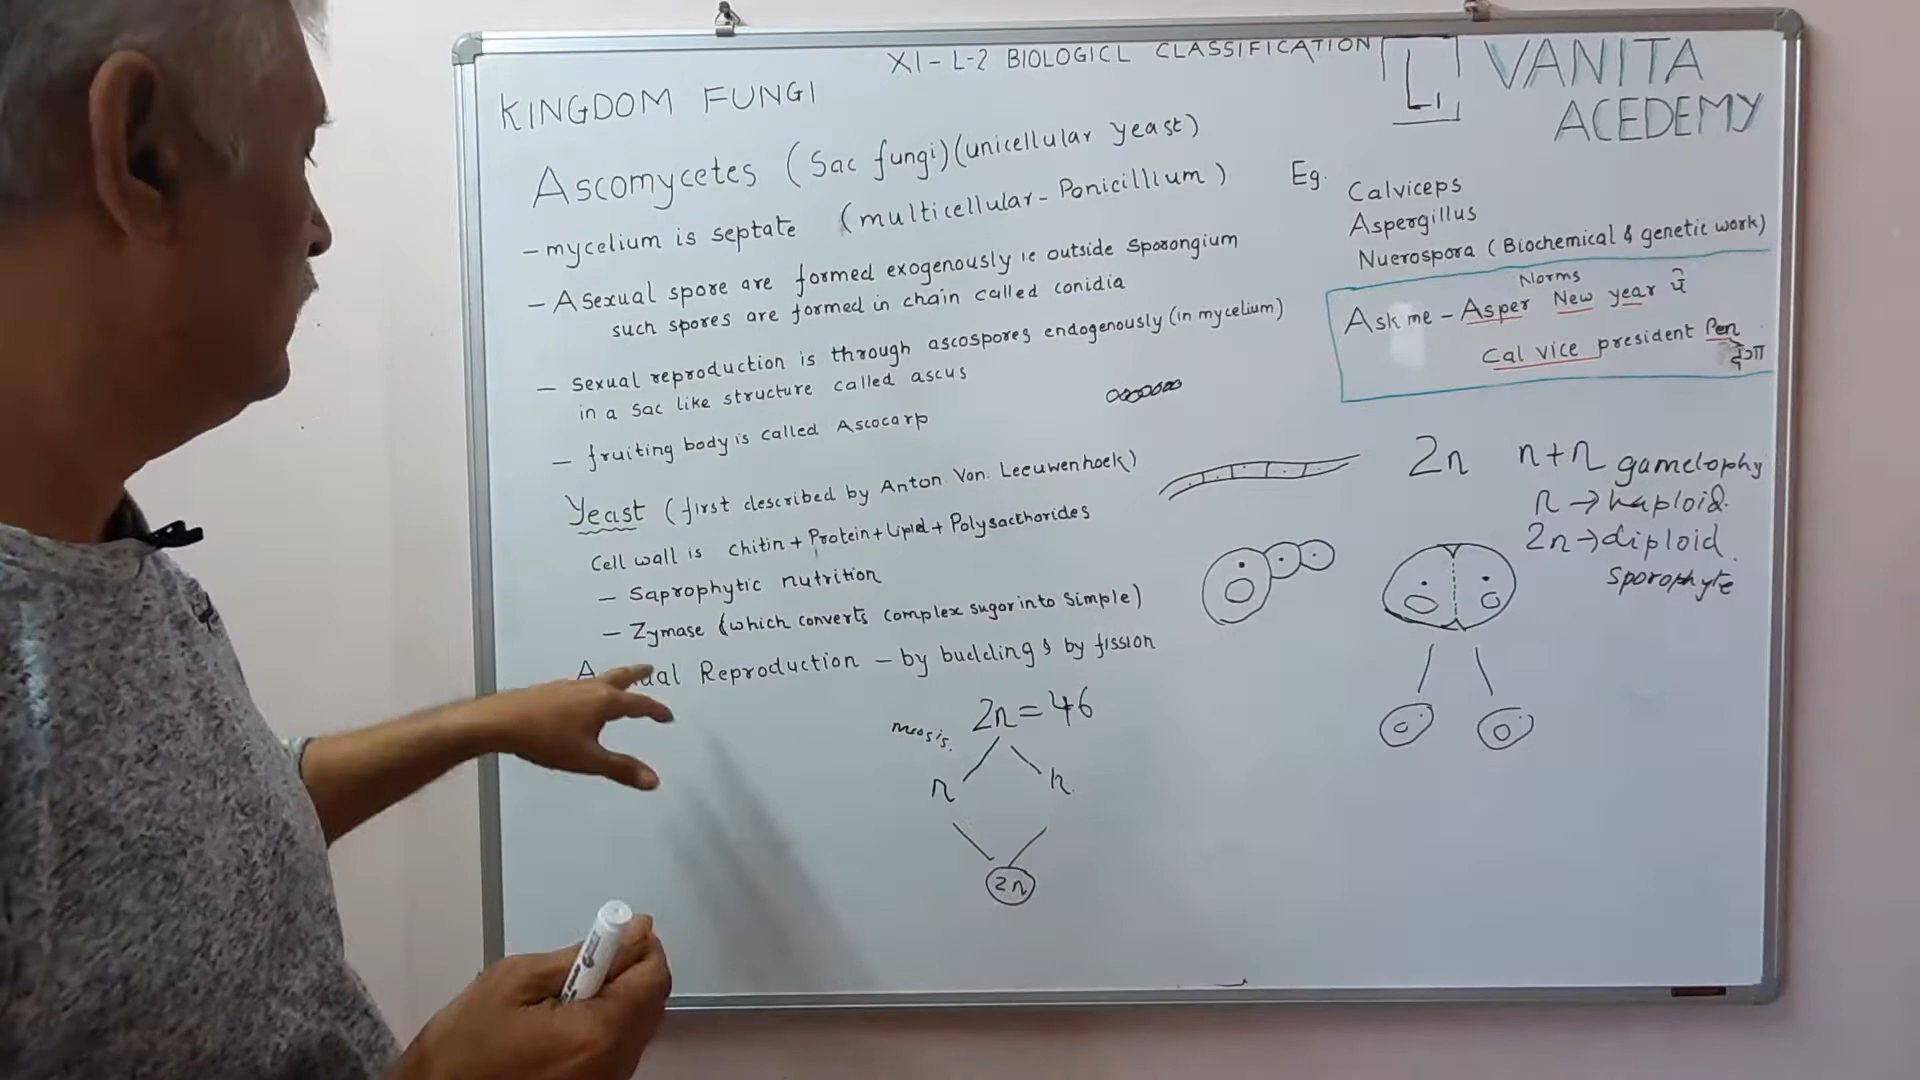 XI - L-2 BIOLOGICL CLASSIFICATION
VANITA
ACEDEMY
KINGDOM FUNGI
Ascomycetes (Sac fungi)(unicellular yeast)
- mycelium is septate (multicellular - Penicillium)
- Asexual spore are formed exogenously ie outside Sporongium
such spores are formed in chain called conidia
- Sexual reproduction is through ascospores endogenously (in mycelium)
in a sac like structure called ascus
- fruiting body is called Ascocarp
Yeast (first described by Anton Von. Leeuwenhoek)
Cell wall is chitin + Protein + Lipid + Polysaccharides
- Saprophytic nutrition
- Zymase (which converts complex sugar into Simple)
Reproduction - by budding & by fission
Eg. Calviceps
Aspergillus
Nuerospora (Biochemical & genetic work)
Norms
Ask me - Asper New year पे
Cal vice president Pen
देगा
2n n+n gametophy
n → haploid.
2n → diploid
sporophyte
2n = 46
meosis.
n n
2n